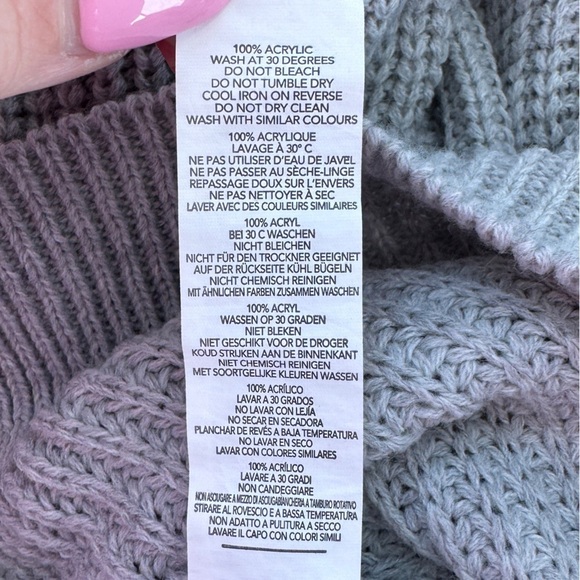 100% ACRYLIC
WASH AT 30 DEGREES
DO NOT BLEACH
DO NOT TUMBLE DRY
COOL IRON ON REVERSE
DO NOT DRY CLEAN
WASH WITH SIMILAR COLOURS
100% ACRYLIQUE
LAVAGE À 30° C
NE PAS UTILISER D'EAU DE JAVEL
NE PAS PASSER AU SÈCHE-LINGE
REPASSAGE DOUX SUR L'ENVERS
NE PAS NETTOYER À SEC
LAVER AVEC DES COULEURS SIMILAIRES
100% ACRYL
BEI 30 C WASCHEN
NICHT BLEICHEN
NICHT FÜR DEN TROCKNER GEEIGNET
AUF DER RÜCKSEITE KÜHL BÜGELN
NICHT CHEMISCH REINIGEN
MIT ÄHNLICHEN FARBEN ZUSAMMEN WASCHEN
100% ACRYL
WASSEN OP 30 GRADEN
NIET BLEKEN
NIET GESCHIKT VOOR DE DROGER
KOUD STRIJKEN AAN DE BINNENKANT
NIET CHEMISCH REINIGEN
MET SOORTGELIJKE KLEUREN WASSEN
100% ACRÍLICO
LAVAR A 30 GRADOS
NO LAVAR CON LEJÍA
NO SECAR EN SECADORA
PLANCHAR DE REVÉS A BAJA TEMPERATURA
NO LAVAR EN SECO
LAVAR CON COLORES SIMILARES
100% ACRÍLICO
LAVARE A 30 GRADI
NON CANDEGGIARE
NON ASCIUGARE A MEZZO DI ASCIUGABIANCHERIA A TAMBURO ROTATIVO
STIRARE AL ROVESCIO E A BASSA TEMPERATURA
NON ADATTO A PULITURA A SECCO
LAVARE IL CAPO CON COLORI SIMILI